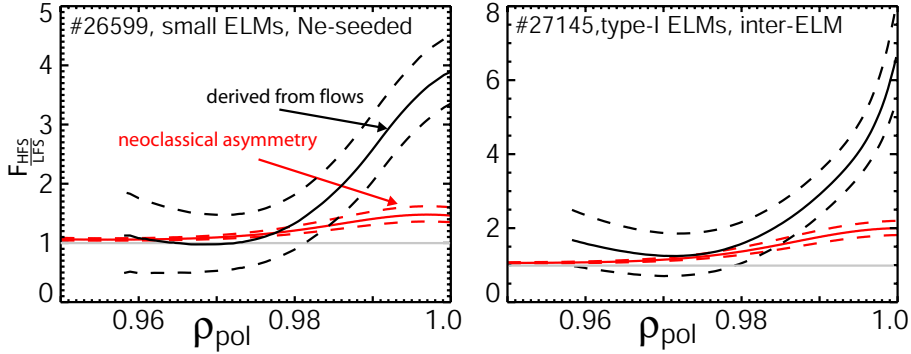 #26599, small ELMs, Ne-seeded
derived from flows
neoclassical asymmetry
F HFS/LFS
5
4
3
2
1
0
0.96
0.98
1.0
ρpol
#27145,type-I ELMs, inter-ELM
8
6
4
2
0
0.96
0.98
1.0
ρpol